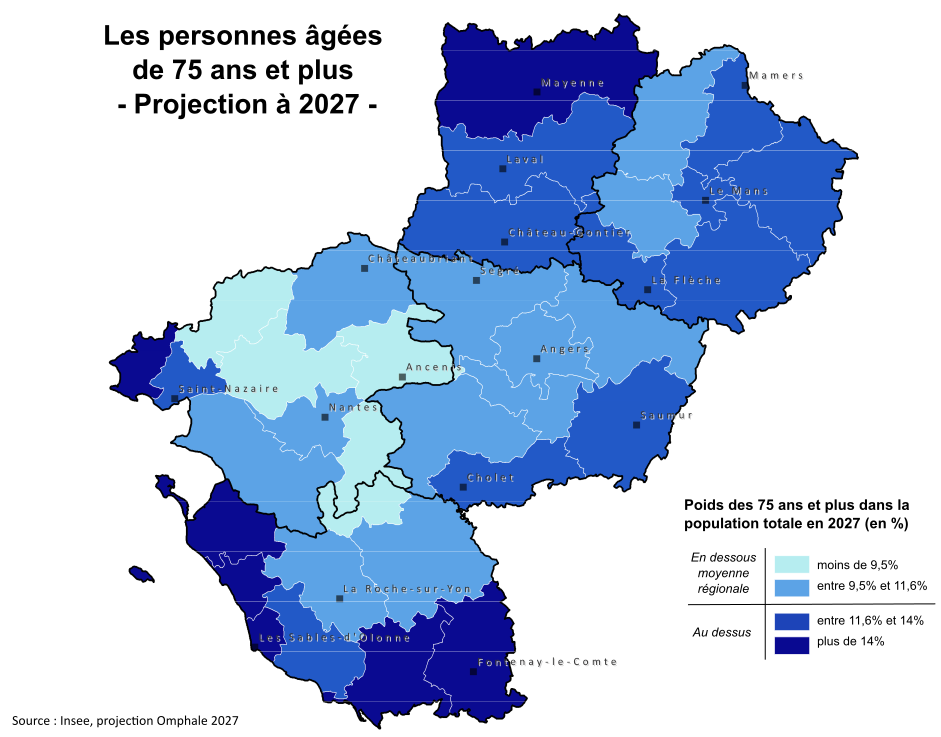 Les personnes âgées
de 75 ans et plus
- Projection à 2027 -
Mayenne
Mamers
Laval
Le Mans
Château-Gontier
Châteaubriant
Segré
La Flèche
Angers
Ancenis
Saint-Nazaire
Nantes
Saumur
Cholet
La Roche-sur-Yon
Les Sables-d'Olonne
Fontenay-le-Comte
Poids des 75 ans et plus dans la
population totale en 2027 (en %)
En dessous
moyenne
régionale
moins de 9,5%
entre 9,5% et 11,6%
Au dessus
entre 11,6% et 14%
plus de 14%
Source : Insee, projection Omphale 2027